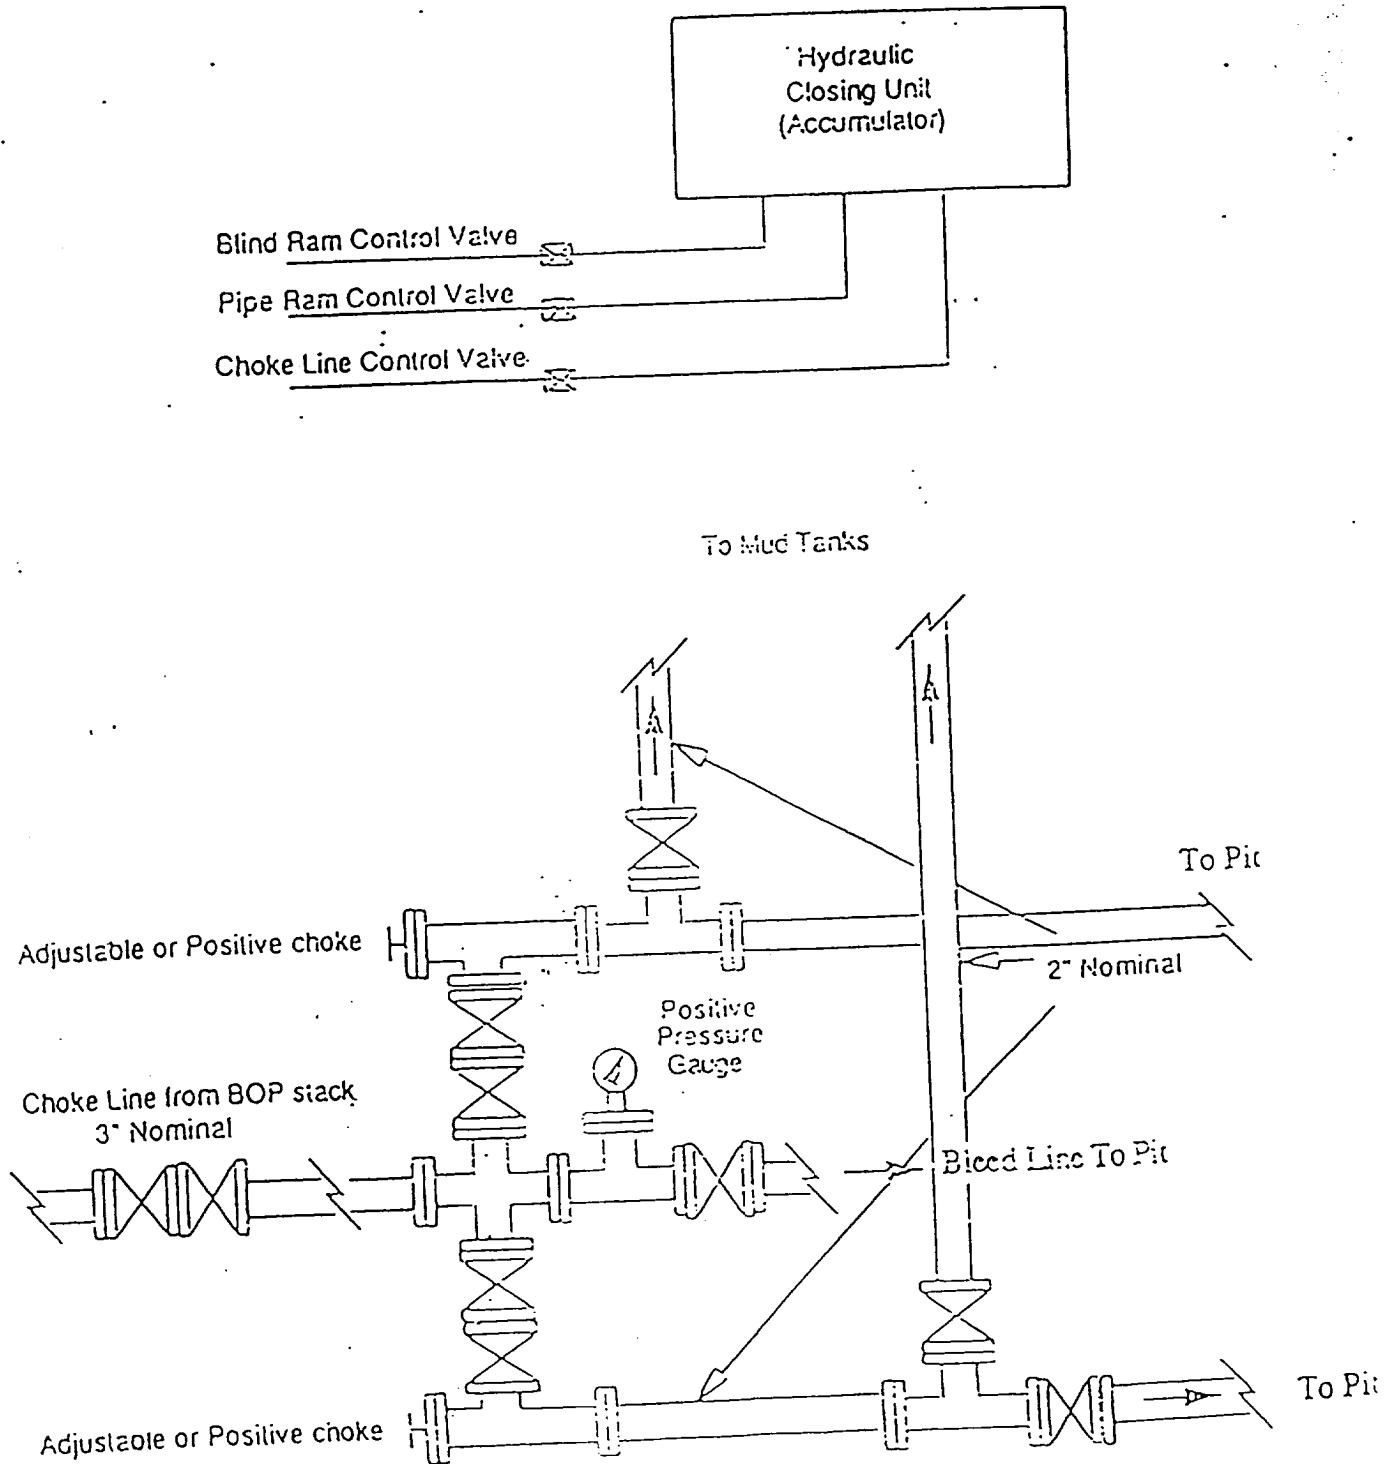 Hydraulic
Closing Unit
(Accumulator)
Blind Ram Control Valve
Pipe Ram Control Valve
Choke Line Control Valve
To Mud Tanks
To Pit
Adjustable or Positive choke
2" Nominal
Positive
Pressure
Gauge
Choke Line from BOP stack
3" Nominal
Bleed Line To Pit
To Pit
Adjustable or Positive choke